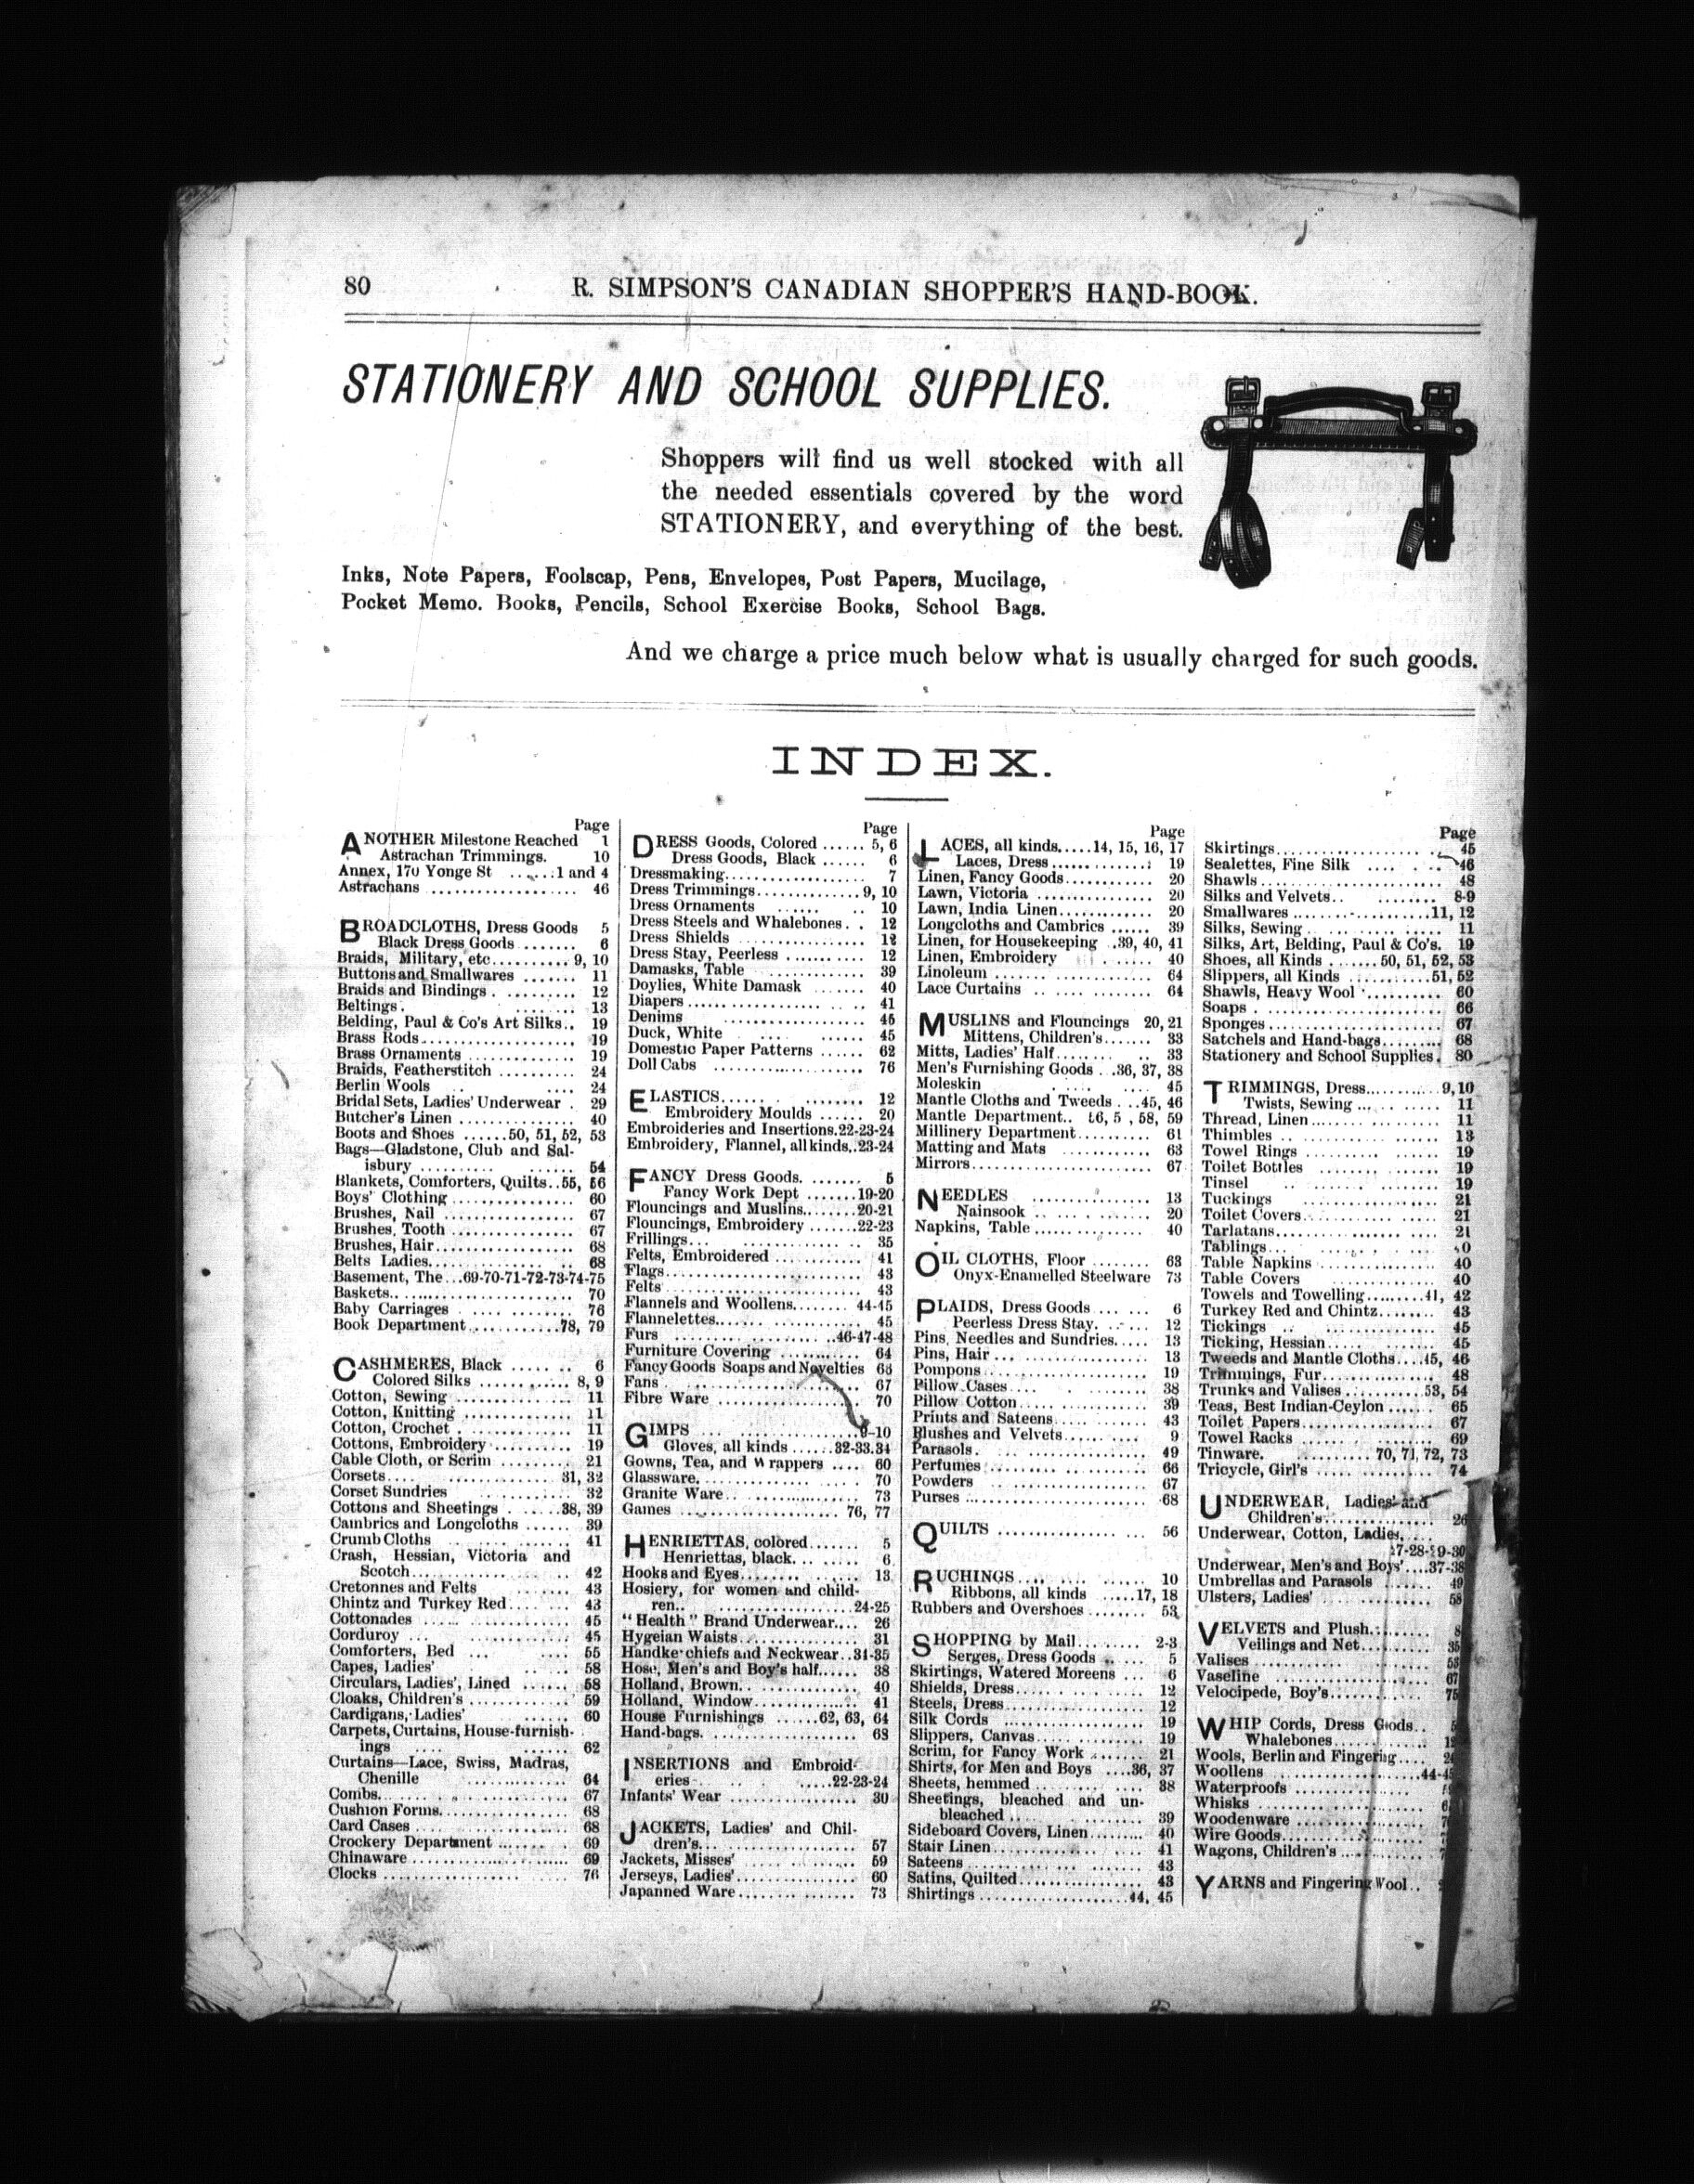 80
R. SIMPSON'S CANADIAN SHOPPER'S HAND-BOOK.
STATIONERY AND SCHOOL SUPPLIES.
Shoppers will find us well stocked with all
the needed essentials covered by the word
STATIONERY, and everything of the best.
Inks, Note Papers, Foolscap, Pens, Envelopes, Post Papers, Mucilage,
Pocket Memo. Books, Pencils, School Exercise Books, School Bags.
And we charge a price much below what is usually charged for such goods.
INDEX.
Page
ANOTHER Milestone Reached 1
Astrachan Trimmings. 10
Annex, 170 Yonge St ......1 and 4
Astrachans .................. 46
BROADCLOTHS, Dress Goods 5
Black Dress Goods ....... 6
Braids, Military, etc.......... 9, 10
Buttons and Smallwares ....... 11
Braids and Bindings . ......... 12
Beltings. ........ 13
Belding, Paul & Co's Art Silks.. 19
Brass Rods.................... 19
Brass Ornaments ............. 19
Braids, Featherstitch .......... 24
Berlin Wools .. .... 24
Bridal Sets, Ladies' Underwear . 29
Butcher's Linen ............... 40
Boots and Shoes ......50, 51, 52, 53
Bags—Gladstone, Club and Sal-
isbury .......... ...... 54
Blankets, Comforters, Quilts..55, 56
Boys' Clothing ................ 60
Brushes, Nail ................. 67
Brushes, Tooth ................ 67
Brushes, Hair.................. 68
Belts Ladies................... 68
Basement, The...69-70-71-72-73-74-75
Baskets........................ 70
Baby Carriages ............... 76
Book Department............78, 79
CASHMERES, Black ....... 6
Colored Silks ............ 8, 9
Cotton, Sewing ................ 11
Cotton, Knitting .............. 11
Cotton, Crochet ............... 11
Cottons, Embroidery........... 19
Cable Cloth, or Scrim ......... 21
Corsets.... ............ 31, 32
Corset Sundries ............ 32
Cottons and Sheetings . .....38, 39
Cambrics and Longcloths ...... 39
Crumb Cloths ............ 41
Crash, Hessian, Victoria and
Scotch.................... 42
Cretonnes and Felts ....... 43
Chintz and Turkey Red........ 43
Cottonades ................... 45
Corduroy ... ............. 45
Comforters, Bed ... .... 55
Capes, Ladies' ...... 58
Circulars, Ladies', Lined ...... 58
Cloaks, Children's ............. 59
Cardigans, Ladies' ...... 60
Carpets, Curtains, House-furnish-
ings .... ...... 62
Curtains—Lace, Swiss, Madras,
Chenille ............. 64
Combs........................ 67
Cushion Forms................. 68
Card Cases .................... 68
Crockery Department ......... 69
Chinaware .................... 69
Clocks ................. 76
Page
DRESS Goods, Colored ...... 5, 6
Dress Goods, Black ...... 6
Dressmaking.................. 7
Dress Trimmings............. 9, 10
Dress Ornaments ...... .. 10
Dress Steels and Whalebones. . 12
Dress Shields ................ 12
Dress Stay, Peerless .......... 12
Damasks, Table ............ 39
Doylies, White Damask ....... 40
Diapers....................... 41
Denims .................. 45
Duck, White .... ...... 45
Domestic Paper Patterns ...... 62
Doll Cabs .................... 76
ELASTICS...... . ........ 12
Embroidery Moulds ...... 20
Embroideries and Insertions.22-23-24
Embroidery, Flannel, all kinds..23-24
FANCY Dress Goods. ....... 5
Fancy Work Dept .......19-20
Flouncings and Muslins........20-21
Flouncings, Embroidery .......22-23
Frillings... ............. 35
Felts, Embroidered ........... 41
Flags......................... 43
Felts......................... 43
Flannels and Woollens....... 44-45
Flannelettes................... 45
Furs ....................46-47-48
Furniture Covering ........... 64
Fancy Goods Soaps and Novelties
Fans .................. 67
Fibre Ware .................. 70
GIMPS ... ................-10
Gloves, all kinds ......32-33.34
Gowns, Tea, and Wrappers .... 60
Glassware..................... 70
Granite Ware.. ............. 73
Games .................... 76, 77
HENRIETTAS, colored....... 5
Henriettas, black... ...... 6
Hooks and Eyes............... 13
Hosiery, for women and child-
ren.. .................24-25
"Health" Brand Underwear.... 26
Hygeian Waists............... 31
Handkerchiefs and Neckwear..34-35
Hose, Men's and Boy's half...... 38
Holland, Brown............... 40
Holland, Window.............. 41
House Furnishings ......62, 63, 64
Hand-bags. .................. 68
INSERTIONS and Embroid-
eries.. .. .....22-23-24
Infants' Wear ................ 30
JACKETS, Ladies' and Chil-
dren's.................... 57
Jackets, Misses' ............. 59
Jerseys, Ladies'............... 60
Japanned Ware............... 73
Page
LACES, all kinds.....14, 15, 16, 17
Laces, Dress............. 19
Linen, Fancy Goods............ 20
Lawn, Victoria ............... 20
Lawn, India Linen............. 20
Longcloths and Cambrics ...... 39
Linen, for Housekeeping ..39, 40, 41
Linen, Embroidery ...... 40
Linoleum .................... 64
Lace Curtains .. .... ........ 64
MUSLINS and Flouncings 20, 21
Mittens, Children's....... 33
Mitts, Ladies' Half........ .. 33
Men's Furnishing Goods . .36, 37, 38
Moleskin .... .... 45
Mantle Cloths and Tweeds . ..45, 46
Mantle Department.. 58, 59
Millinery Department.......... 61
Matting and Mats ............ 63
Mirrors....................... 67
NEEDLES ............... 13
Nainsook ............... 20
Napkins, Table ............... 40
OIL CLOTHS, Floor ........ 63
Onyx-Enamelled Steelware 73
PLAIDS, Dress Goods ... ... 6
Peerless Dress Stay. ..... 12
Pins, Needles and Sundries..... 13
Pins, Hair ................... 13
Pompons..................... 19
Pillow Cases.... . .......... 38
Pillow Cotton................. 39
Prints and Sateens............ 43
Plushes and Velvets.......... 9
Parasols...................... 49
Perfumes .................... 66
Powders ................... 67
Purses ....................... 68
QUILTS .................. 56
RUCHINGS.... .......... 10
Ribbons, all kinds .....17, 18
Rubbers and Overshoes ........ 53
SHOPPING by Mail......... 2-3
Serges, Dress Goods ...... 5
Skirtings, Watered Moreens ... 6
Shields, Dress................. 12
Steels, Dress.................. 12
Silk Cords ................... 19
Slippers, Canvas............... 19
Scrim, for Fancy Work ........ 21
Shirts, for Men and Boys ....36, 37
Sheets, hemmed .............. 38
Sheetings, bleached and un-
bleached ................ 39
Sideboard Covers, Linen......... 40
Stair Linen.................... 41
Sateens ...................... 43
Satins, Quilted................ 43
Shirtings....................44, 45
Page
Skirtings...................... 45
Sealettes, Fine Silk .... .... 46
Shawls........................ 48
Silks and Velvets.. ........ 8-9
Smallwares ..................11, 12
Silks, Sewing ................. 11
Silks, Art, Belding, Paul & Co's. 19
Shoes, all Kinds .......50, 51, 52, 53
Slippers, all Kinds ............51, 52
Shawls, Heavy Wool ........... 60
Soaps . ...................... 66
Sponges ...................... 67
Satchels and Hand-bags......... 68
Stationery and School Supplies. 80
TRIMMINGS, Dress...........9,10
Twists, Sewing ........... 11
Thread, Linen................. 11
Thimbles .................... 13
Towel Rings .................. 19
Toilet Bottles ............... 19
Tinsel .. ............... 19
Tuckings ............... 21
Toilet Covers................. 21
Tarlatans..................... 21
Tablings...
Table Napkins ............... 40
Table Covers ............... 40
Towels and Towelling.........41, 42
Turkey Red and Chintz........ 43
Tickings .. .............. 45
Ticking, Hessian.............. 45
Tweeds and Mantle Cloths....45, 46
Trimmings, Fur............... 48
Trunks and Valises...........53, 54
Teas, Best Indian-Ceylon ...... 65
Toilet Papers.................. 67
Towel Racks ................. 69
Tinware. ..........70, 71, 72, 73
Tricycle, Girl's ............... 74
UNDERWEAR, Ladies' and
Children's................ 26
Underwear, Cotton, Ladies,....
Underwear, Men's and Boys'....37-38
Umbrellas and Parasols ....... 49
Ulsters, Ladies' ............. 58
VELVETS and Plush..........
Veilings and Net.......... 35
Valises ....................... 53
Vaseline ..................... 67
Velocipede, Boy's.............. 75
WHIP Cords, Dress Goods..
Whalebones............. 12
Wools, Berlin and Fingering....
Woollens ....................44-45
Waterproofs ................
Whisks .....................
Woodenware ................
Wire Goods..................
Wagons, Children's ..........
YARNS and Fingering Wool..